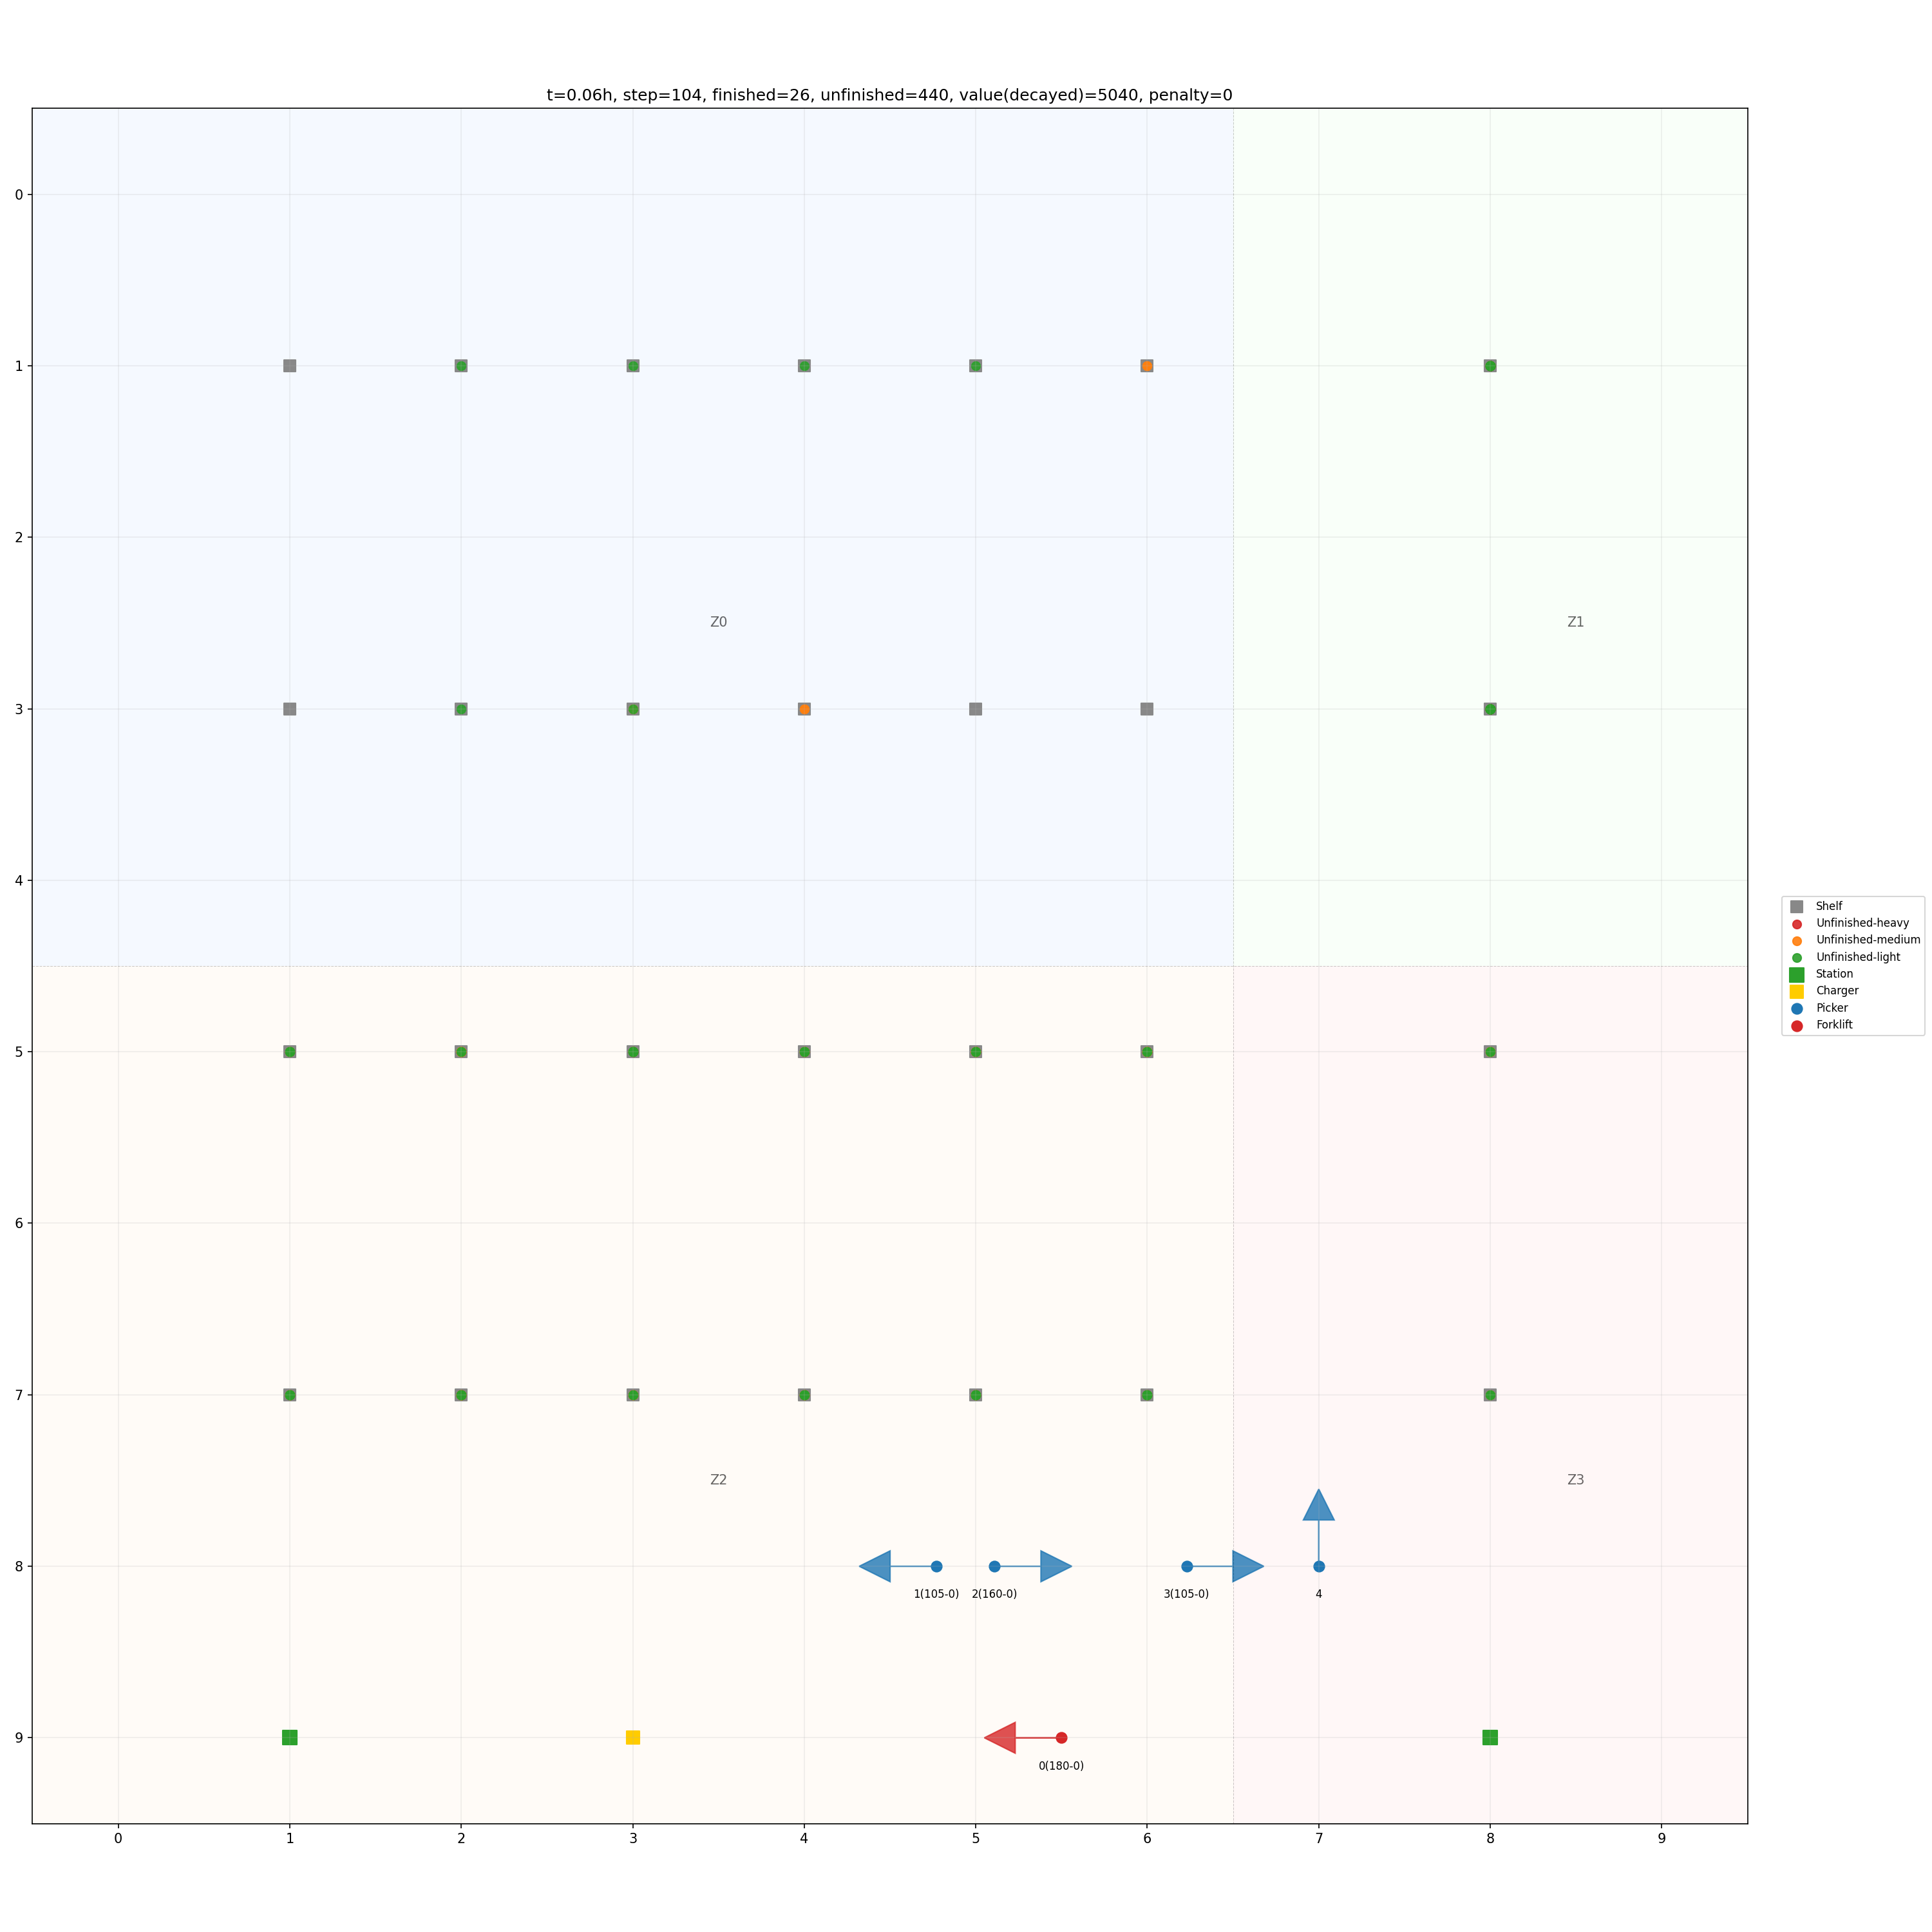 t=0.06h, step=104, finished=26, unfinished=440, value(decayed)=5040, penalty=0
0
1
2
Z0
Z1
3
4
Shelf
Unfinished-heavy
Unfinished-medium
Unfinished-light
Station
Charger
Picker
Forklift
5
6
7
Z2
Z3
8
1(105-0)
2(160-0)
3(105-0)
4
9
0(180-0)
0 1 2 3 4 5 6 7 8 9